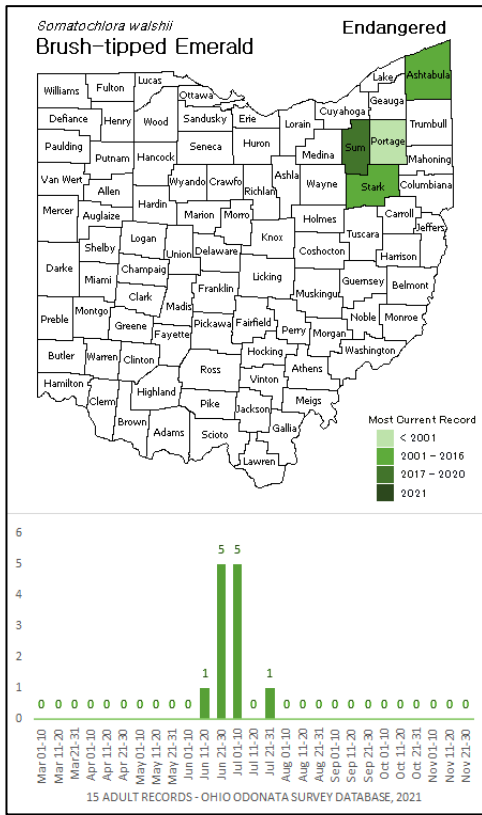 Somatochlora walshii
Endangered
Brush-tipped Emerald
Williams Fulton Lucas Ottawa Lake Ashtabula
Geauga
Defiance Henry Wood Sandusky Erie Lorain Cuyahoga Trumbull
Paulding Putnam Hancock Seneca Huron Medina Sum Portage Mahoning
Van Wert Allen Wyando Crawfo Richlan Ashla Wayne Stark Columbiana
Mercer Auglaize Hardin Marion Morro Holmes Carroll Jeffers
Shelby Logan Union Delaware Knox Coshocton Tuscara Harrison
Darke Miami Champaig Licking Guernsey Belmont
Clark Madis Franklin Muskingu
Preble Montgo Greene Fayette Pickawa Fairfield Perry Morgan Noble Monroe
Butler Warren Clinton Ross Hocking Athens Washington
Hamilton Clerm Highland Vinton
Brown Adams Pike Jackson Meigs
Scioto Gallia
Lawren
Most Current Record
< 2001
2001 - 2016
2017 - 2020
2021
6
5
4
3
2
1
0
0 0 0 0 0 0 0 0 0 0 1 5 5 0 1 0 0 0 0 0 0 0 0 0 0 0 0
Mar 01-10
Mar 11-20
Mar 21-31
Apr 01-10
Apr 11-20
Apr 21-30
May 01-10
May 11-20
May 21-31
Jun 01-10
Jun 11-20
Jun 21-30
Jul 01-10
Jul 11-20
Jul 21-31
Aug 01-10
Aug 11-20
Aug 21-31
Sep 01-10
Sep 11-20
Sep 21-30
Oct 01-10
Oct 11-20
Oct 21-31
Nov 01-10
Nov 11-20
Nov 21-30
15 ADULT RECORDS - OHIO ODONATA SURVEY DATABASE, 2021